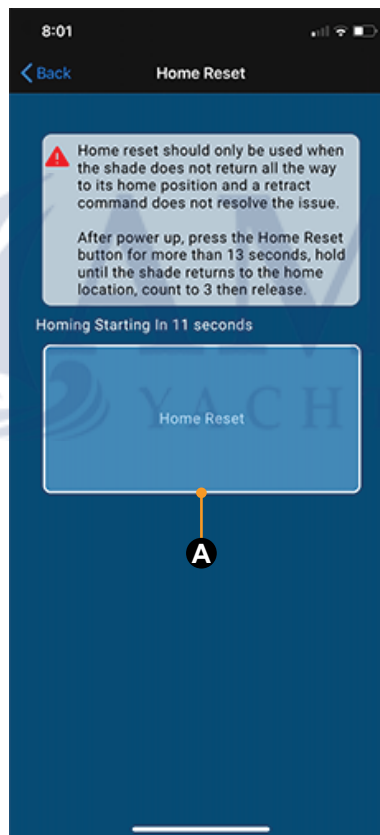 8:01
Back
Home Reset
Home reset should only be used when
the shade does not return all the way
to its home position and a retract
command does not resolve the issue.
After power up, press the Home Reset
button for more than 13 seconds, hold
until the shade returns to the home
location, count to 3 then release.
Homing Starting In 11 seconds
YACH
Home Reset
A